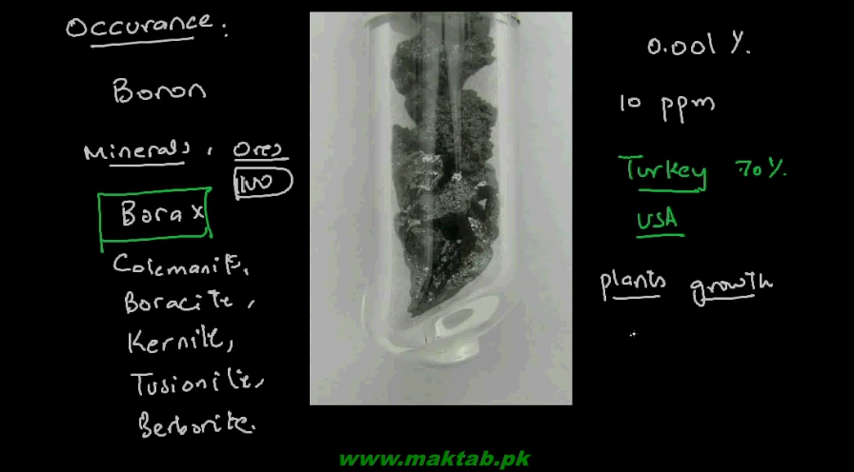 Occurance:
Boron
Minerals, Ores
100
Borax
Colemanite,
Boracite,
Kernite,
Tusionite,
Berborite.
0.001 %.
10 ppm
Turkey 70%.
USA
plants growth
www.maktab.pk